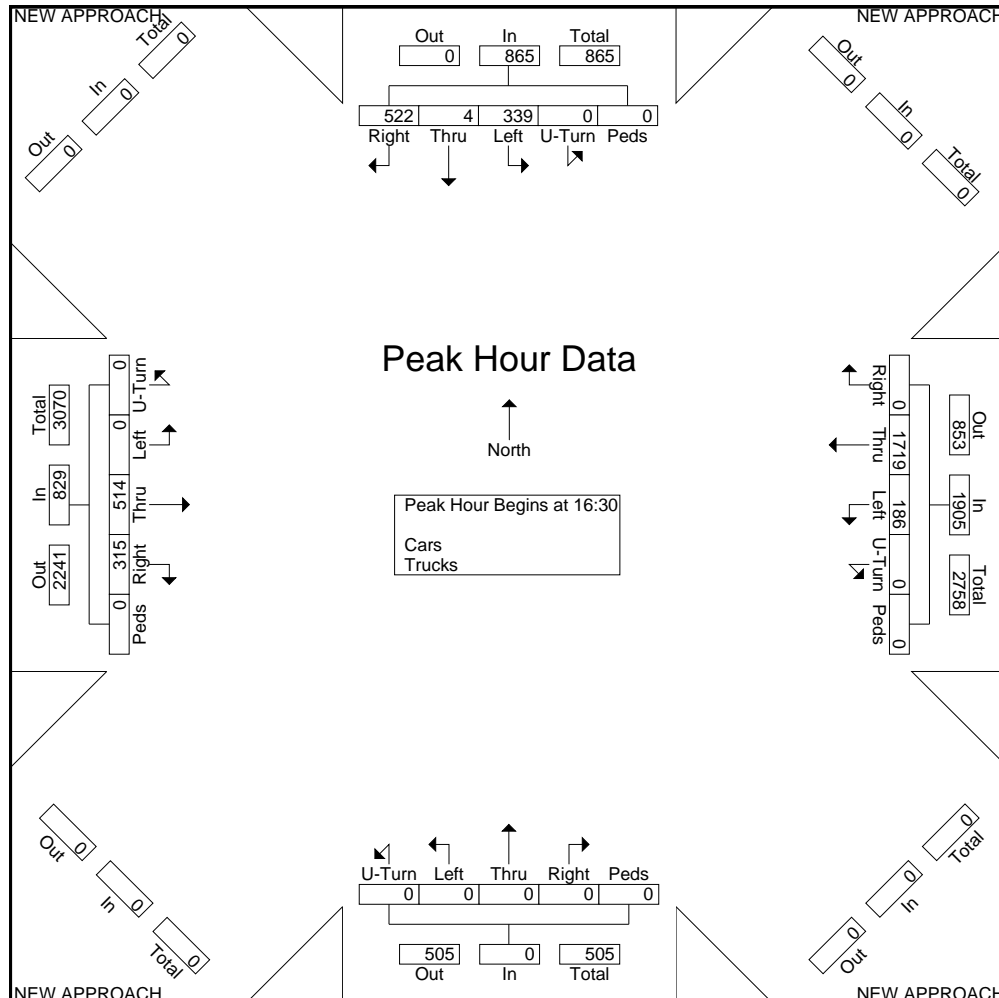 NEW APPROACH
NEW APPROACH
Total
0
In
0
Out
0
Out In Total
0 865 865
522 4 339 0 0
Right Thru Left U-Turn Peds
Out
0
In
0
Total
0
Peak Hour Data
North
Peak Hour Begins at 16:30
Cars
Trucks
Total
3070
In
829
Out
2241
0 U-Turn
0 Left
514 Thru
315 Right
0 Peds
Right 0
Thru 1719
Left 186
U-Turn 0
Peds 0
Out
853
In
1905
Total
2758
Out
0
In
0
Total
0
U-Turn Left Thru Right Peds
0 0 0 0 0
505 0 505
Out In Total
0
Total
0
In
0
Out
NEW APPROACH
NEW APPROACH